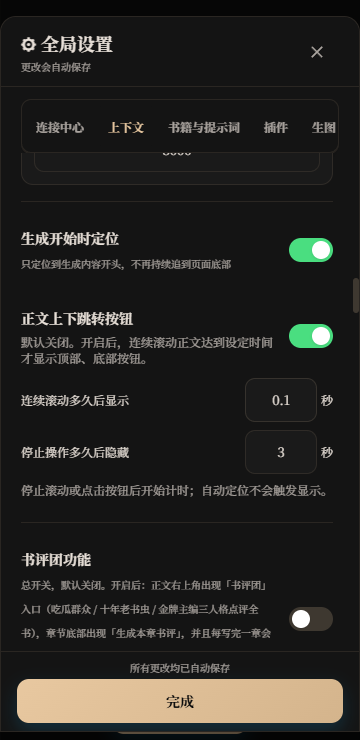 全局设置
更改会自动保存
连接中心 上下文 书籍与提示词 插件 生图
生成开始时定位
只定位到生成内容开头，不再持续追到页面底部
正文上下跳转按钮
默认关闭。开启后，连续滚动正文达到设定时间
才显示顶部、底部按钮。
连续滚动多久后显示 0.1 秒
停止操作多久后隐藏 3 秒
停止滚动或点击按钮后开始计时；自动定位不会触发显示。
书评团功能
总开关，默认关闭。开启后：正文右上角出现「书评团」
入口（吃瓜群众 / 十年老书虫 / 金牌主编三人格点评全
书），章节底部出现「生成本章书评」，并且每写完一章会
所有更改均已自动保存
完成